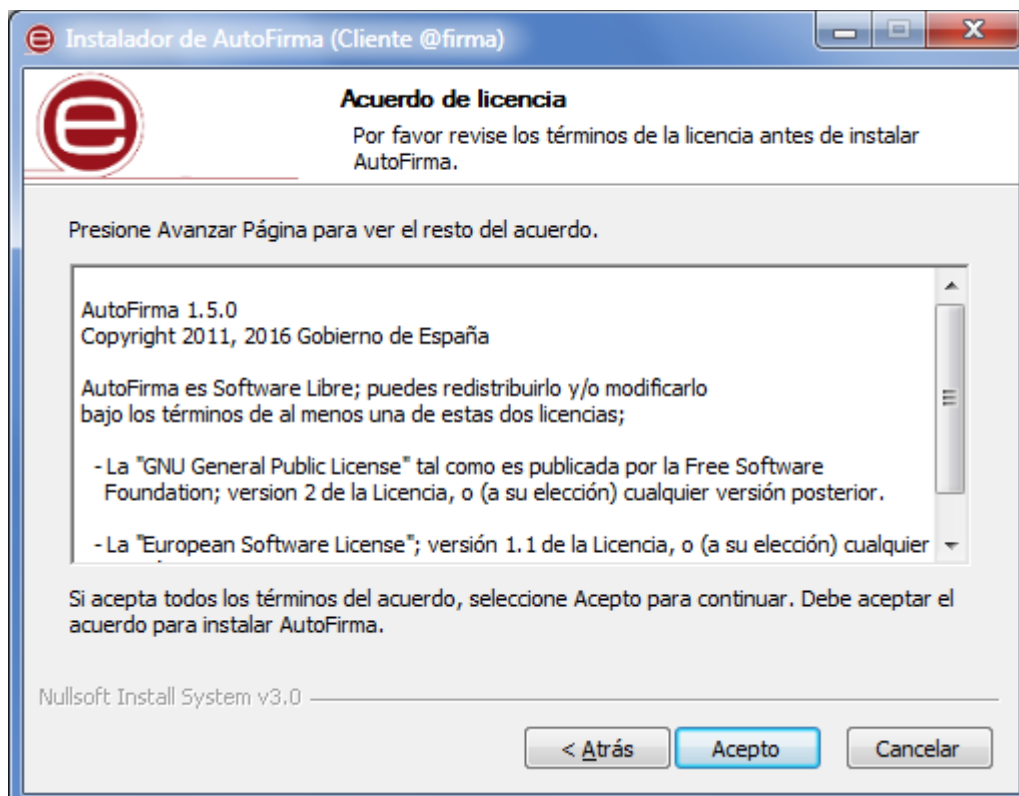 Instalador de AutoFirma (Cliente @firma)
Acuerdo de licencia
Por favor revise los términos de la licencia antes de instalar
AutoFirma.
Presione Avanzar Página para ver el resto del acuerdo.
AutoFirma 1.5.0
Copyright 2011, 2016 Gobierno de España
AutoFirma es Software Libre; puedes redistribuirlo y/o modificarlo
bajo los términos de al menos una de estas dos licencias;
- La "GNU General Public License" tal como es publicada por la Free Software
Foundation; version 2 de la Licencia, o (a su elección) cualquier versión posterior.
- La "European Software License"; versión 1.1 de la Licencia, o (a su elección) cualquier
Si acepta todos los términos del acuerdo, seleccione Acepto para continuar. Debe aceptar el
acuerdo para instalar AutoFirma.
Nullsoft Install System v3.0
< Atrás
Acepto
Cancelar